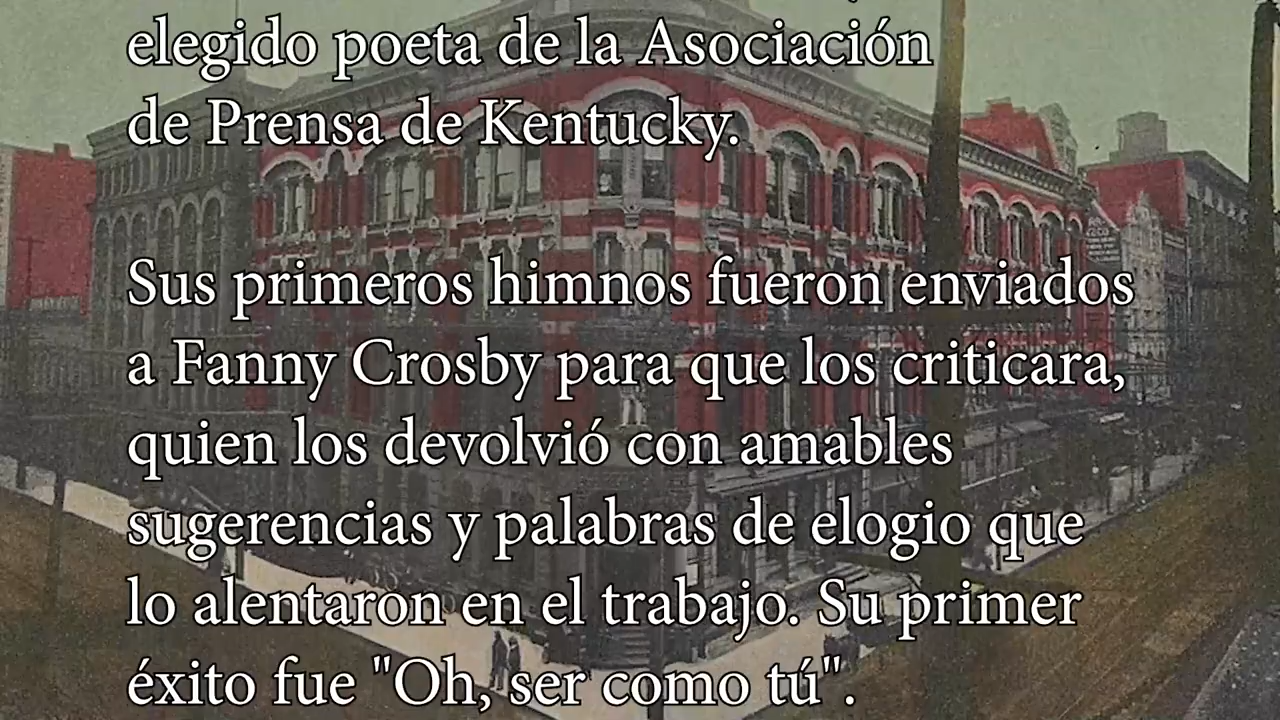 elegido poeta de la Asociación
de Prensa de Kentucky.
Sus primeros himnos fueron enviados
a Fanny Crosby para que los criticara,
quien los devolvió con amables
sugerencias y palabras de elogio que
lo alentaron en el trabajo. Su primer
éxito fue "Oh, ser como tú".